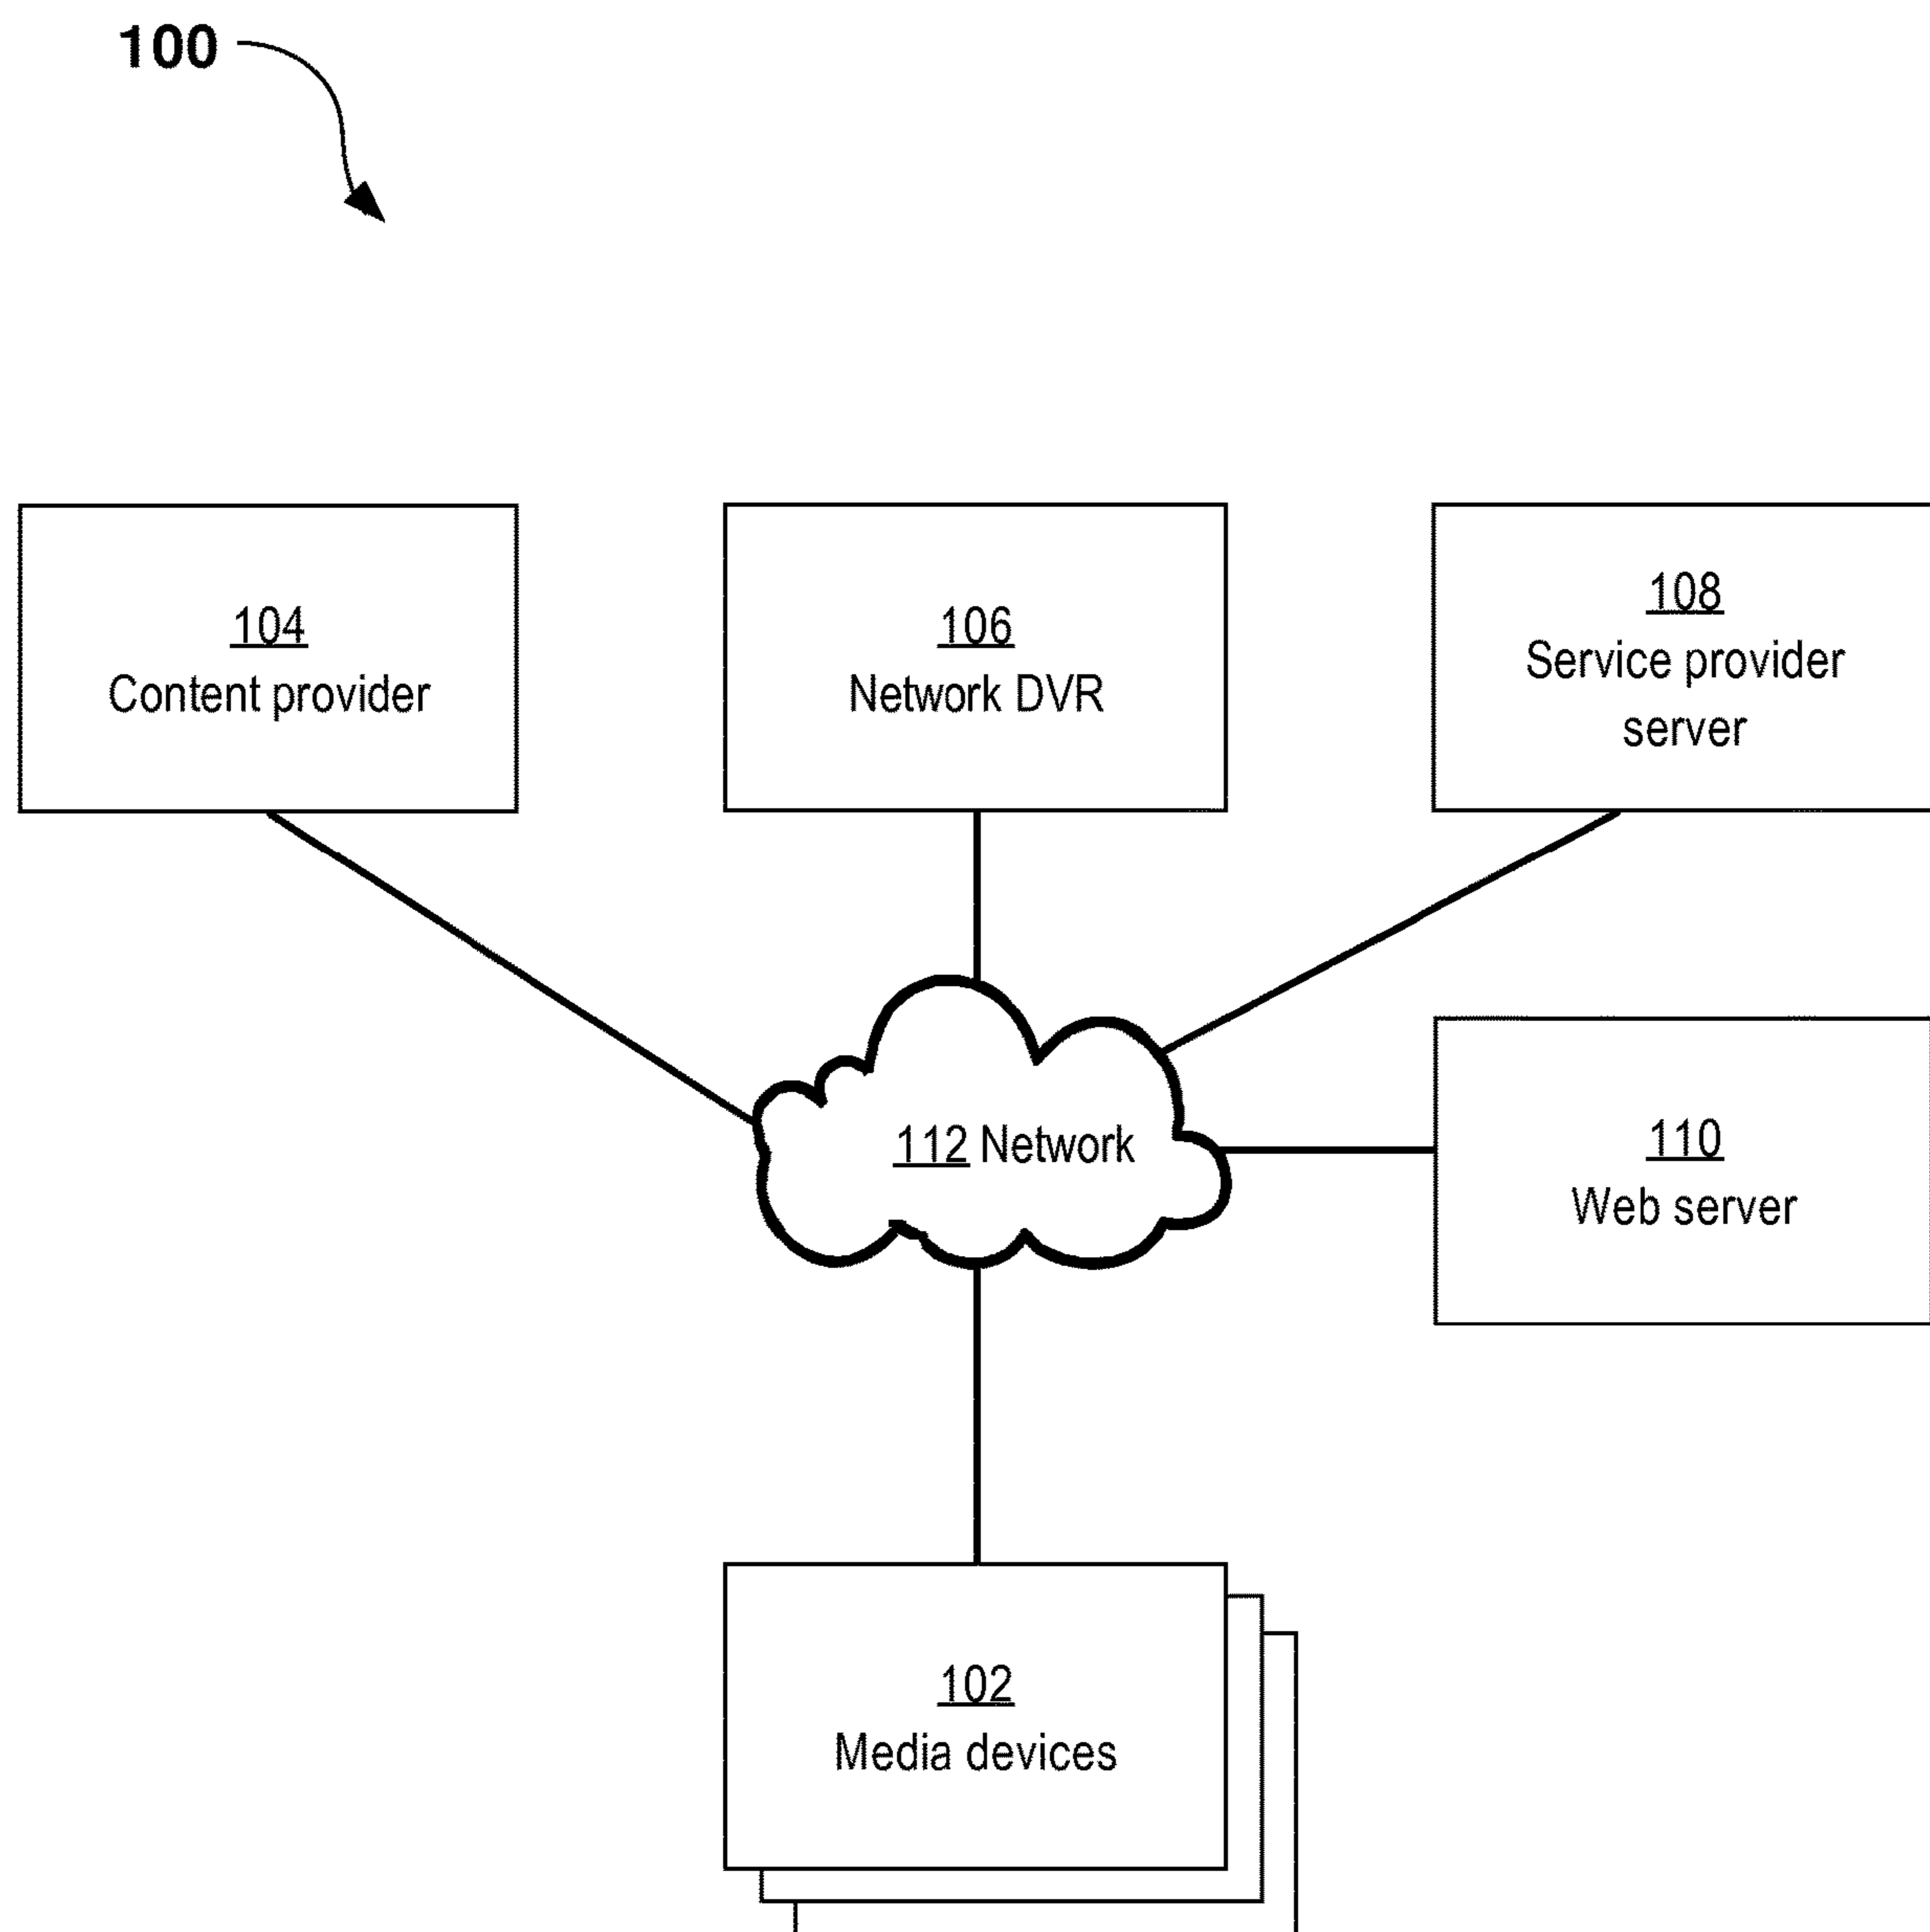 100
104
Content provider
106
Network DVR
108
Service provider
server
112 Network
110
Web server
102
Media devices